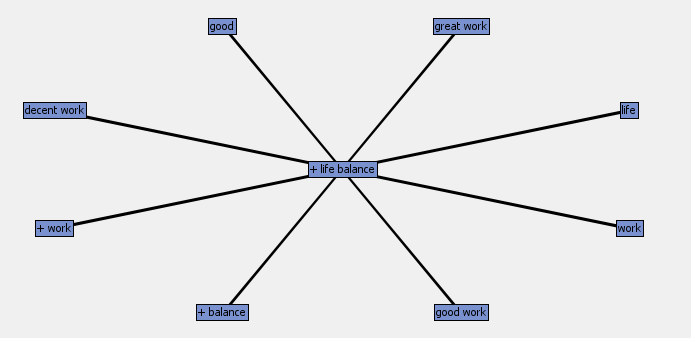 good
great work
decent work
life
+ life balance
+ work
work
+ balance
good work